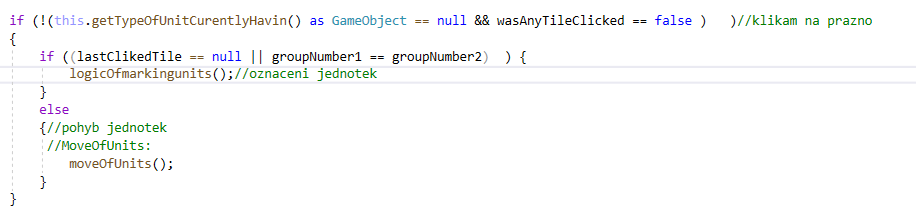 if (!(this.getTypeOfUnitCurentlyHavin() as GameObject == null && wasAnyTileClicked == false )   )//klikam na prazno
{
    if ((lastClikedTile == null || groupNumber1 == groupNumber2)  ) {
        logicOfmarkingunits();//oznaceni jednotek
    }
    else
    {//pohyb jednotek
     //MoveOfUnits:
        moveOfUnits();
    }
}